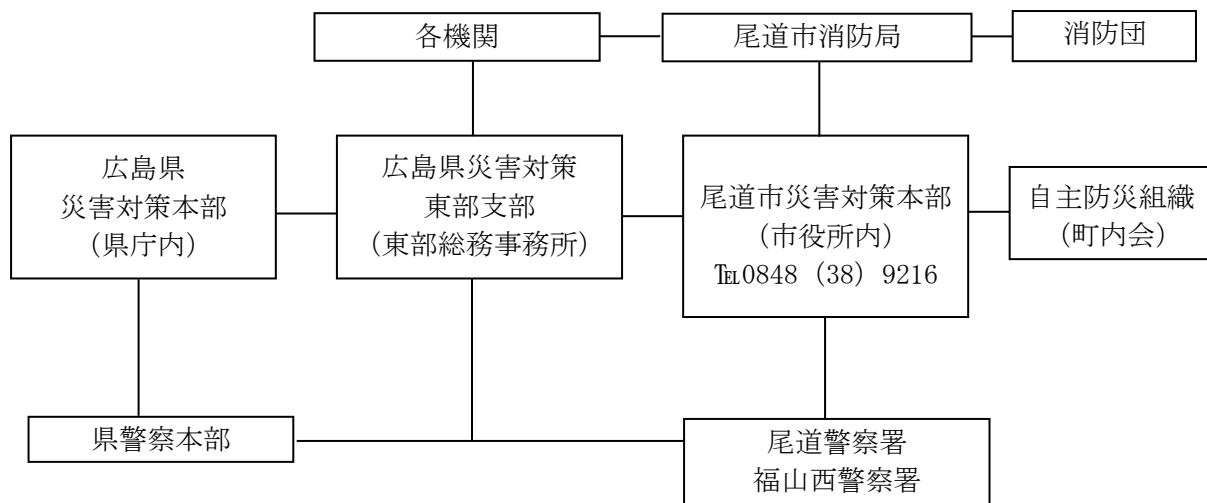 各機関
尾道市消防局
消防団
広島県
災害対策本部
（県庁内）
広島県災害対策
東部支部
（東部総務事務所）
尾道市災害対策本部
（市役所内）
℡0848（38）9216
自主防災組織
（町内会）
県警察本部
尾道警察署
福山西警察署